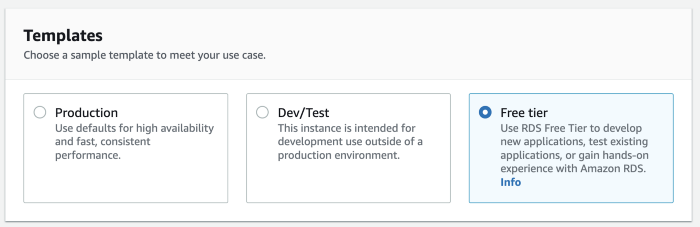 Templates
Choose a sample template to meet your use case.
Production
Use defaults for high availability
and fast, consistent
performance.
Dev/Test
This instance is intended for
development use outside of a
production environment.
Free tier
Use RDS Free Tier to develop
new applications, test existing
applications, or gain hands-on
experience with Amazon RDS.
Info